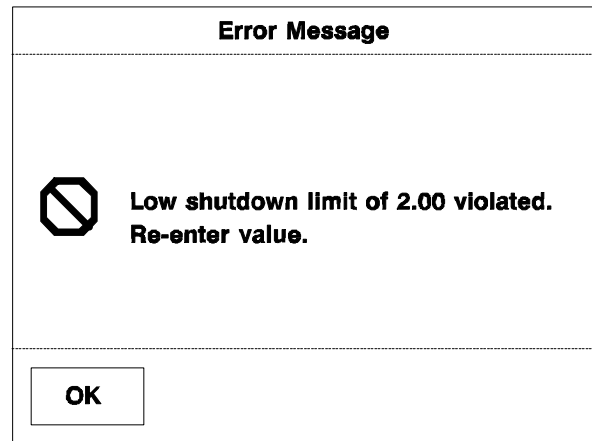 Error Message
Low shutdown limit of 2.00 violated.
Re-enter value.
OK